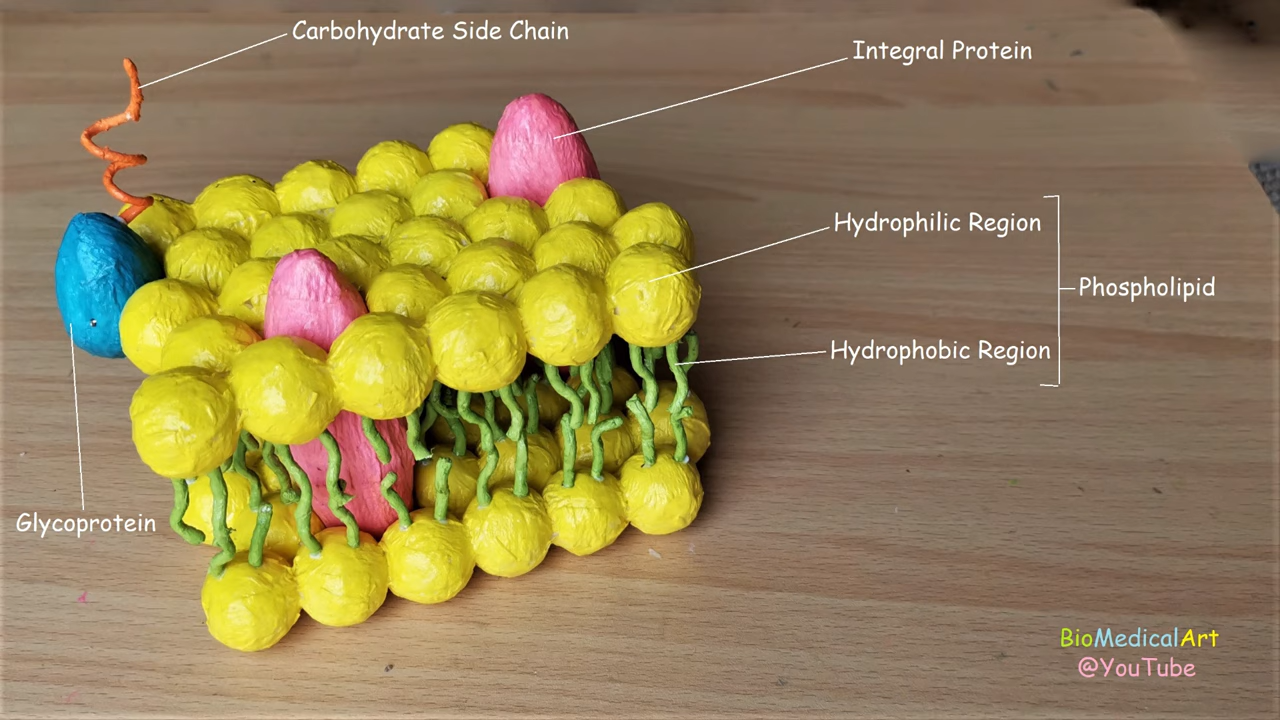 Carbohydrate Side Chain
Integral Protein
Hydrophilic Region
Phospholipid
Hydrophobic Region
Glycoprotein
BioMedicalArt
@YouTube